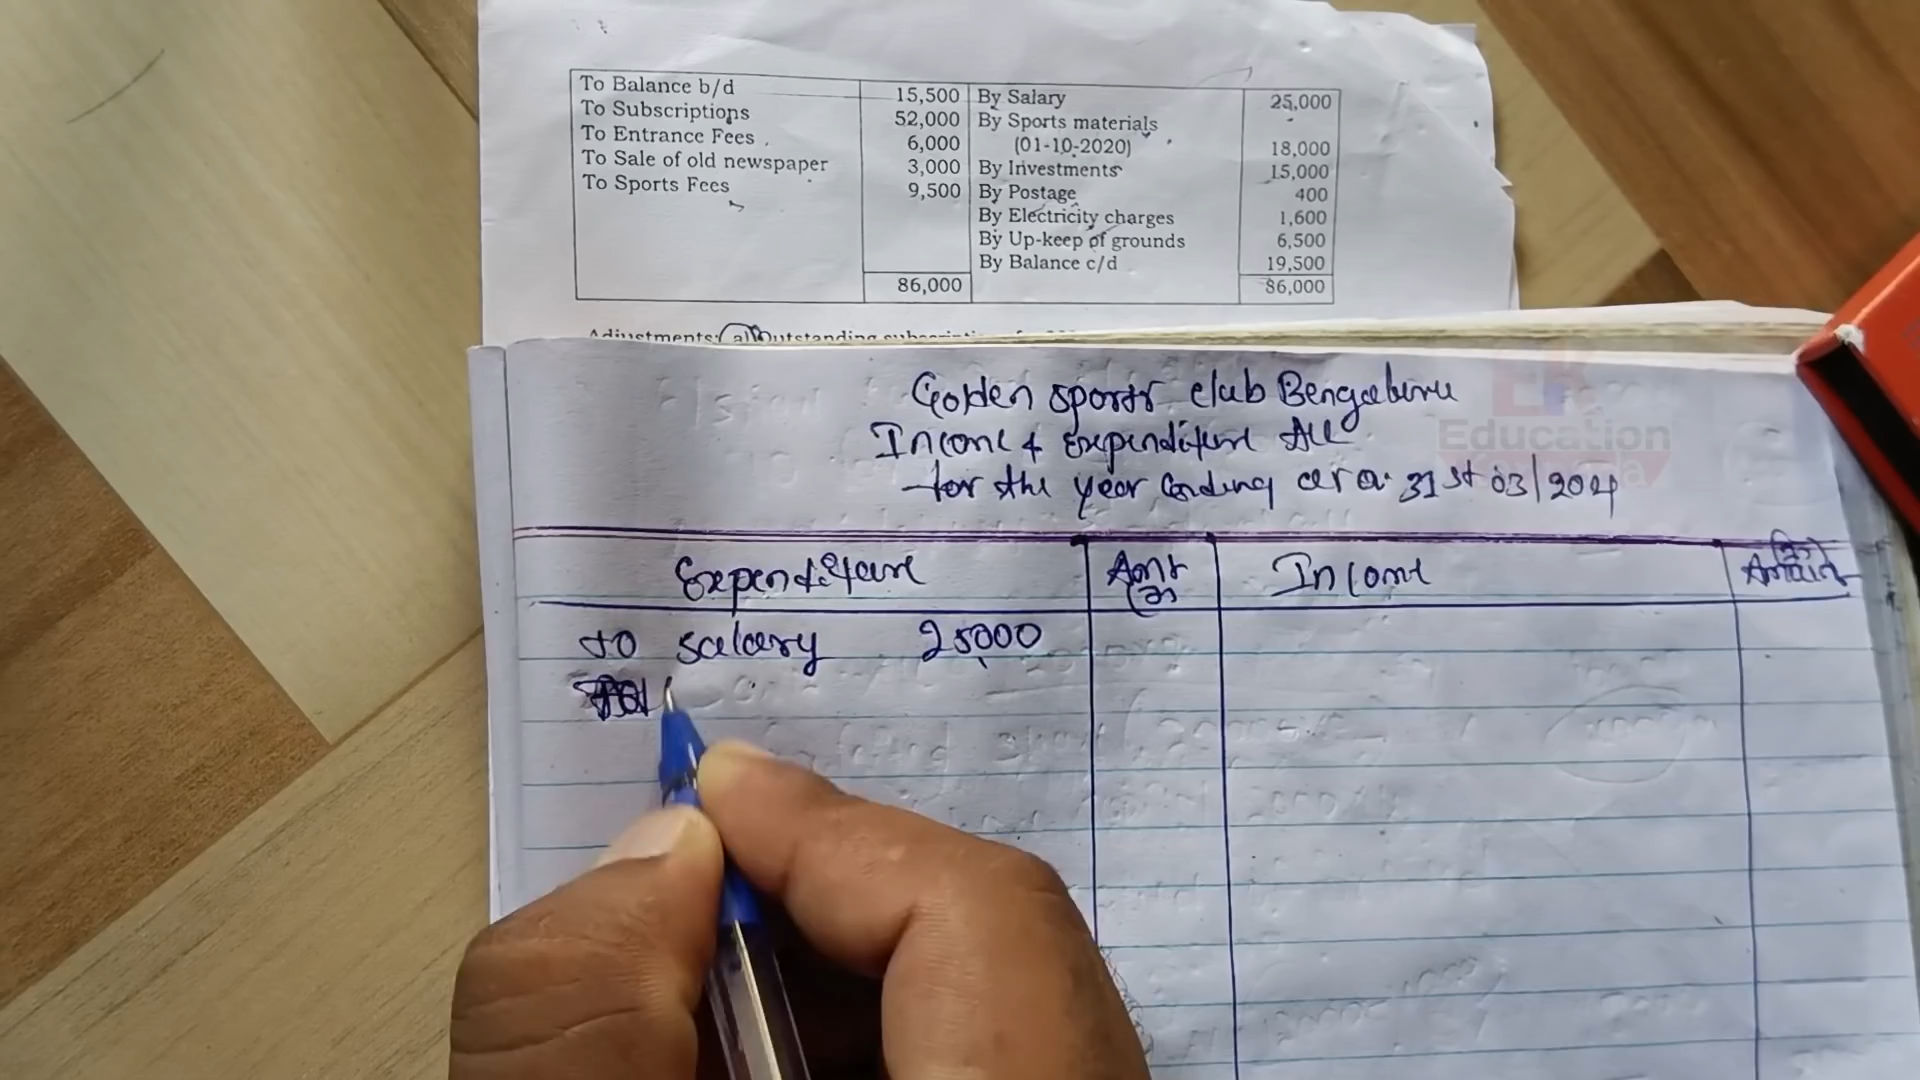 To Balance b/d 15,500 By Salary 25,000
To Subscriptions 52,000 By Sports materials
To Entrance Fees 6,000 (01-10-2020) 18,000
To Sale of old newspaper 3,000 By Investments 15,000
To Sports Fees 9,500 By Postage 400
By Electricity charges 1,600
By Up-keep of grounds 6,500
By Balance c/d 19,500
86,000 86,000
Adjustments: a) Outstanding
Golden sports club Bengaluru
Income & Expenditure
for the year ending 31st 03/2021
Education
Expenditure Amt Income Amount
To salary 25000